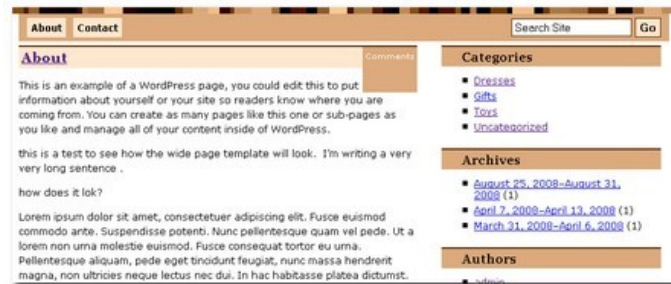 About Contact Search Site Go
About
Comments
This is an example of a WordPress page, you could edit this to put
information about yourself or your site so readers know where you are
coming from. You can create as many pages like this one or sub-pages as
you like and manage all of your content inside of WordPress.
this is a test to see how the wide page template will look. I'm writing a very
very long sentence .
how does it lok?
Lorem ipsum dolor sit amet, consectetuer adipiscing elit. Fusce euismod
commodo ante. Suspendisse potenti. Nunc pellentesque quam vel pede. Ut a
lorem non urna molestie euismod. Fusce consequat tortor eu urna.
Pellentesque aliquam, pede eget tincidunt feugiat, nunc massa hendrerit
magna, non ultricies neque lectus nec dui. In hac habitasse platea dictumst.
Categories
Dresses
Gifts
Toys
Uncategorized
Archives
August 25, 2008–August 31,
2008 (1)
April 7, 2008–April 13, 2008 (1)
March 31, 2008–April 6, 2008 (1)
Authors
admin